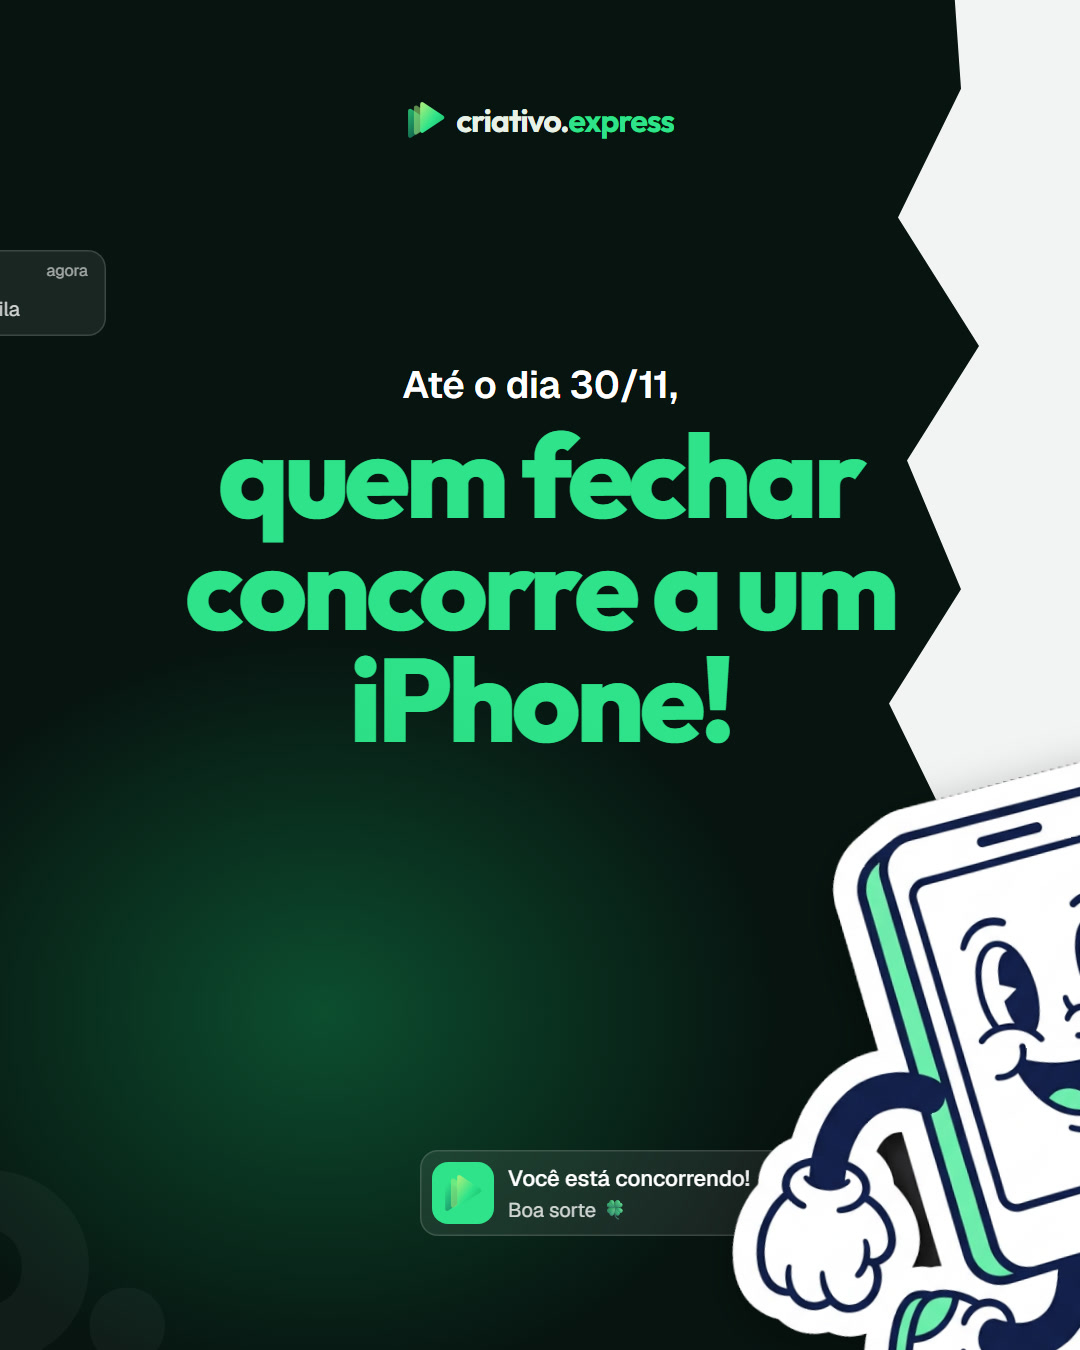 criativo.express
agora
ila
Até o dia 30/11,
quem fechar
concorre a um
iPhone!
Você está concorrendo!
Boa sorte 🍀